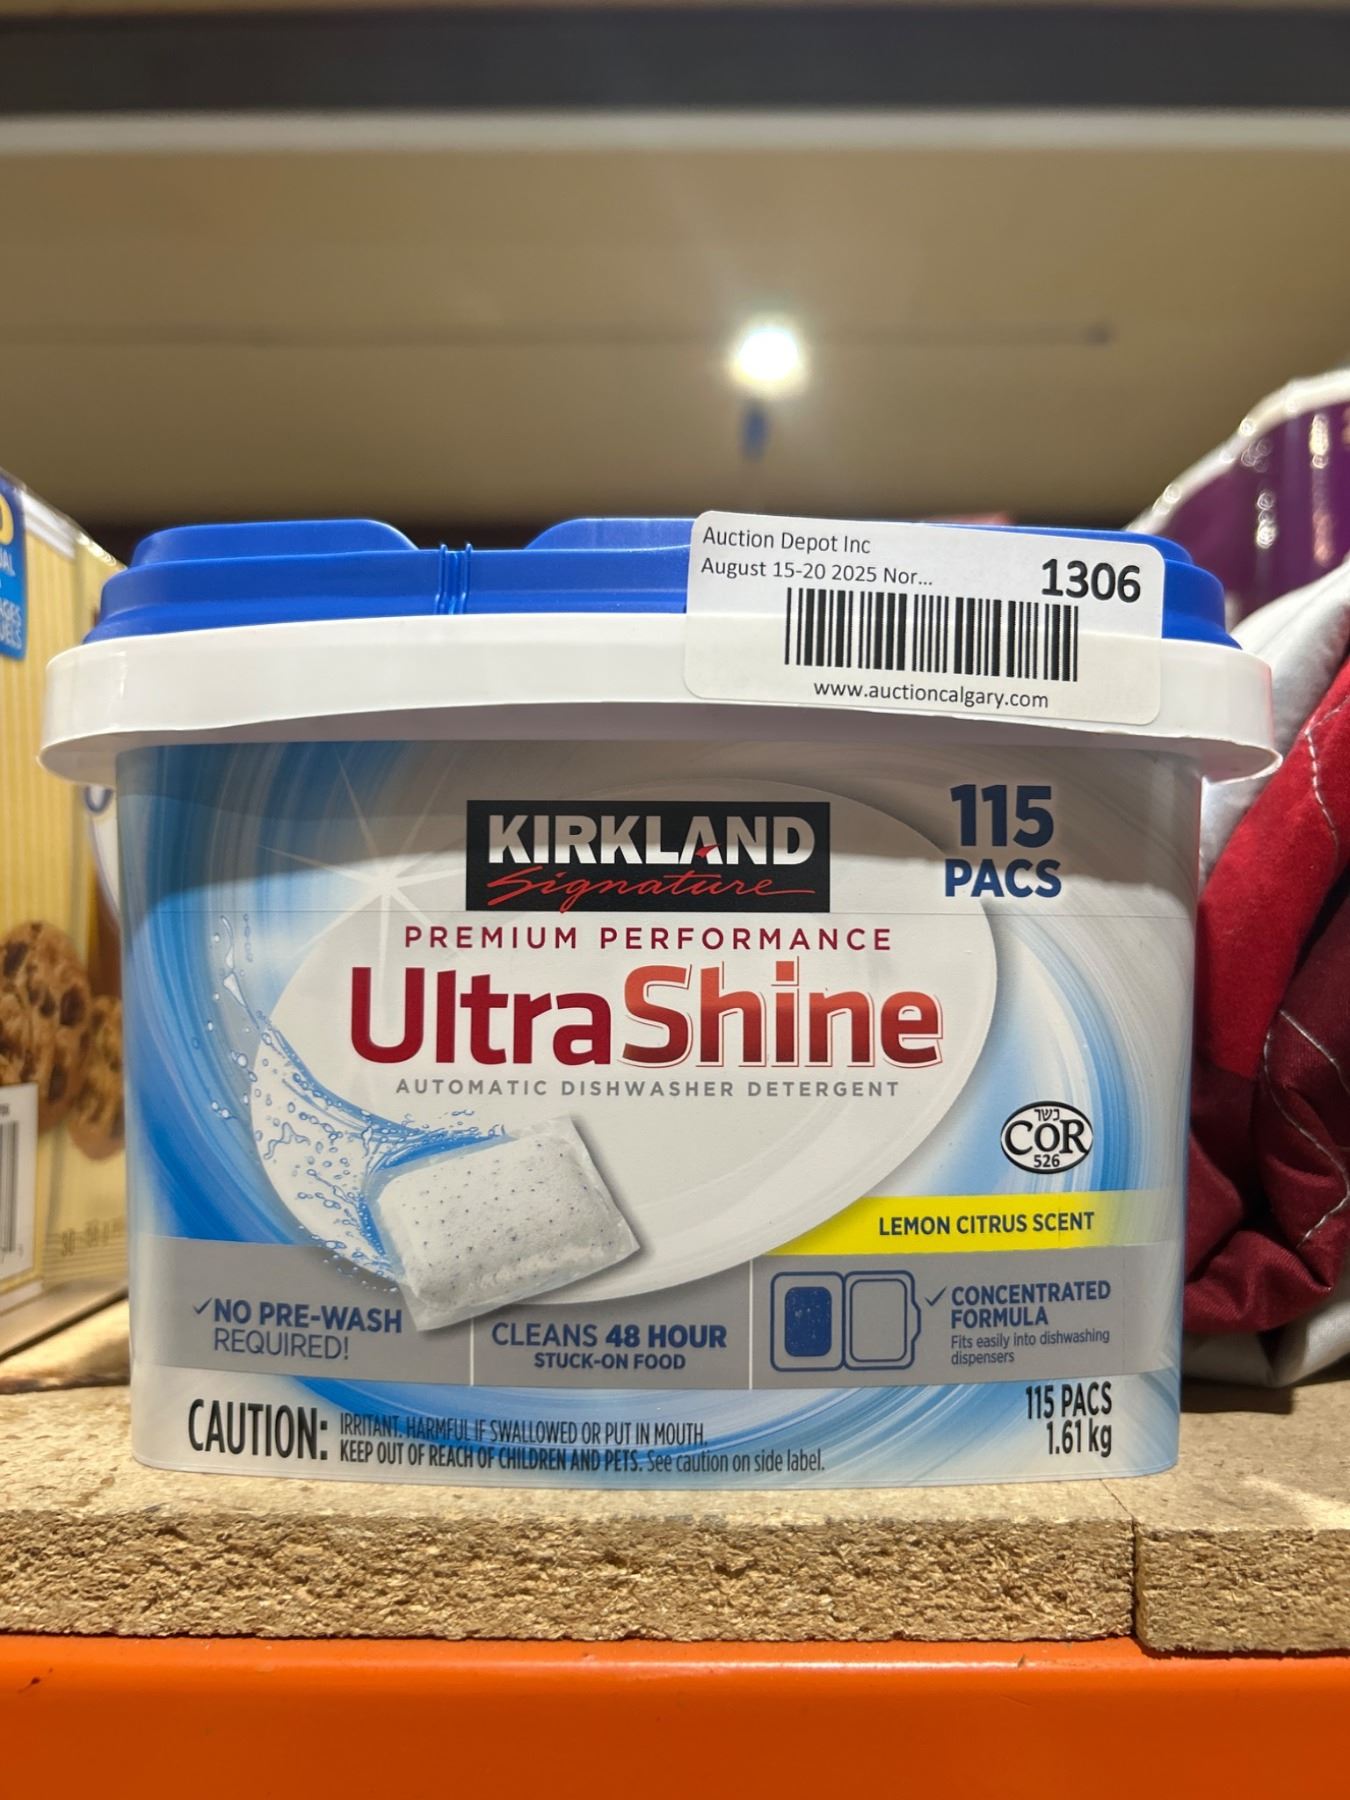 Auction Depot Inc
August 15-20 2025 Nor...
1306
www.auctioncalgary.com
KIRKLAND
Signature
115
PACS
PREMIUM PERFORMANCE
UltraShine
AUTOMATIC DISHWASHER DETERGENT
כשר
COR
526
LEMON CITRUS SCENT
✓NO PRE-WASH
REQUIRED!
CLEANS 48 HOUR
STUCK-ON FOOD
✓CONCENTRATED
FORMULA
Fits easily into dishwashing
dispensers
CAUTION: IRRITANT. HARMFUL IF SWALLOWED OR PUT IN MOUTH.
KEEP OUT OF REACH OF CHILDREN AND PETS. See caution on side label.
115 PACS
1.61 kg